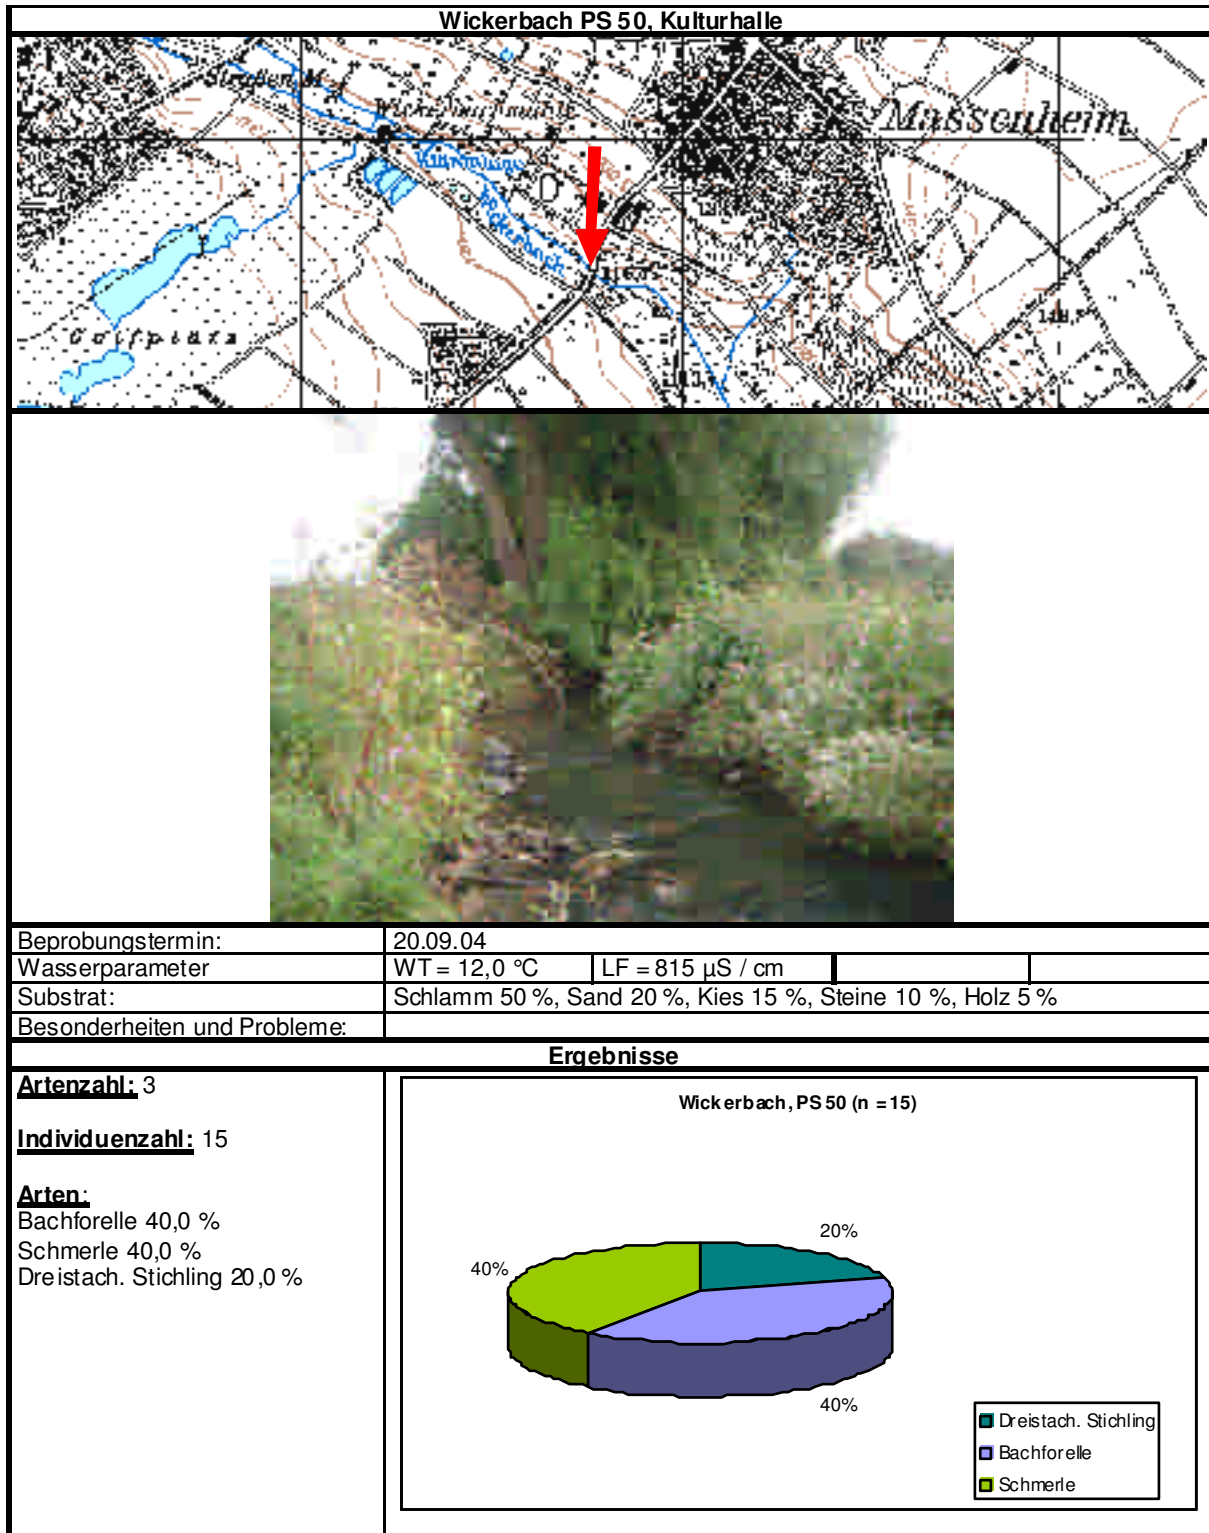 Wickerbach PS 50, Kulturhalle
Massenheim
Wickerbach
Golfplatz
Beprobungstermin: 20.09.04
Wasserparameter WT = 12,0 °C LF = 815 µS / cm
Substrat: Schlamm 50 %, Sand 20 %, Kies 15 %, Steine 10 %, Holz 5 %
Besonderheiten und Probleme:
Ergebnisse
Artenzahl: 3
Individuenzahl: 15
Arten:
Bachforelle 40,0 %
Schmerle 40,0 %
Dreistach. Stichling 20,0 %
Wickerbach, PS 50 (n = 15)
20%
40%
40%
Dreistach. Stichling
Bachforelle
Schmerle